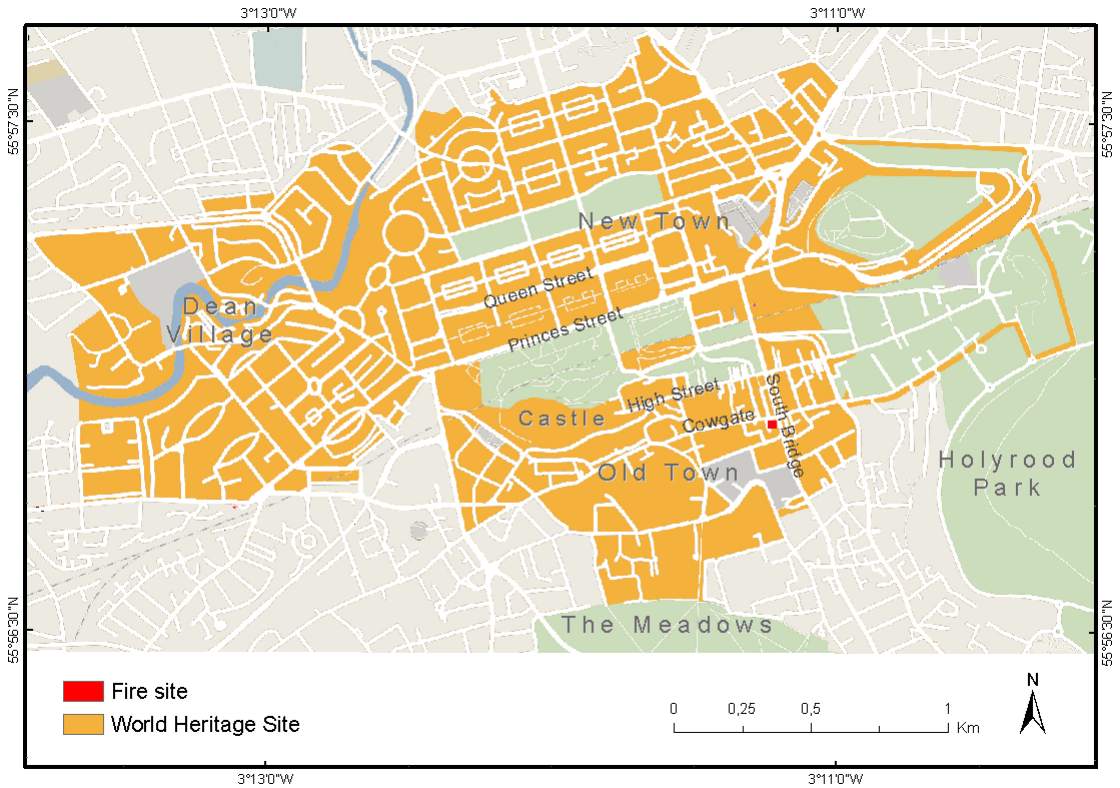 3°13'0"W
3°11'0"W
55°57'30"N
55°57'30"N
New Town
Queen Street
Dean
Village
Princes Street
High Street
South Bridge
Castle
Cowgate
Old Town
Holyrood
Park
The Meadows
55°56'30"N
55°56'30"N
Fire site
World Heritage Site
0
0,25
0,5
1
Km
N
3°13'0"W
3°11'0"W